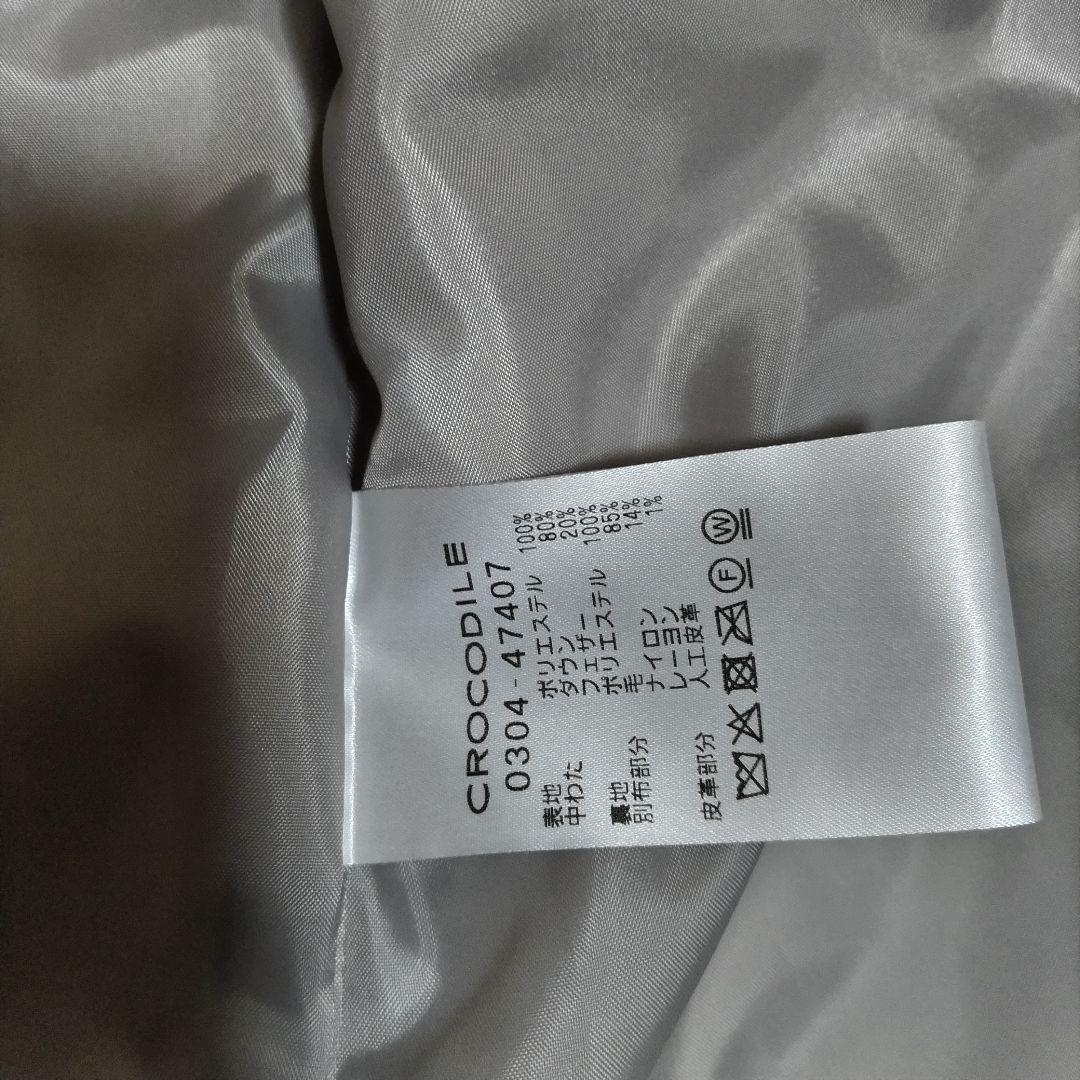 CROCODILE
0304-47407
表地 ポリエステル 100%
中わた ダウン 80%
フェザー 20%
裏地 ポリエステル 100%
別布部分 毛 85%
ナイロン 14%
レーヨン 1%
皮革部分 人工皮革
F W